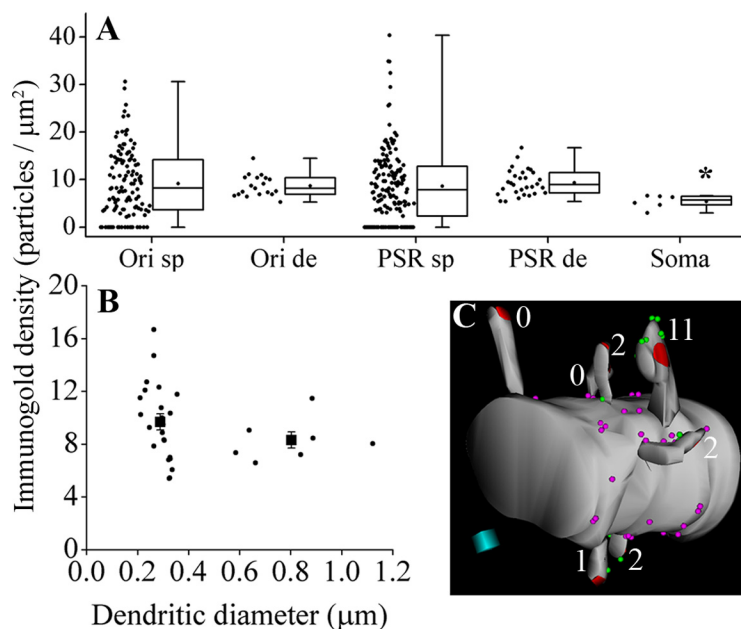 A
40
30
20
10
0
Ori sp
Ori de
PSR sp
PSR de
Soma
*
Immunogold density (particles / μm²)
B
20
16
12
8
4
0
0.0 0.2 0.4 0.6 0.8 1.0 1.2
Dendritic diameter (μm)
C
0
2
11
0
2
1
2